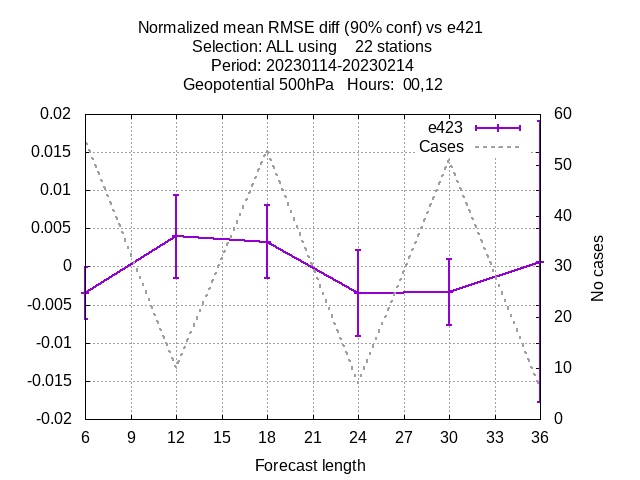 Normalized mean RMSE diff (90% conf) vs e421
Selection: ALL using    22 stations
Period: 20230114-20230214
Geopotential 500hPa   Hours:  00,12
e423
Cases
0.02
0.015
0.01
0.005
0
-0.005
-0.01
-0.015
-0.02
60
50
40
30
20
10
0
No cases
6 9 12 15 18 21 24 27 30 33 36
Forecast length